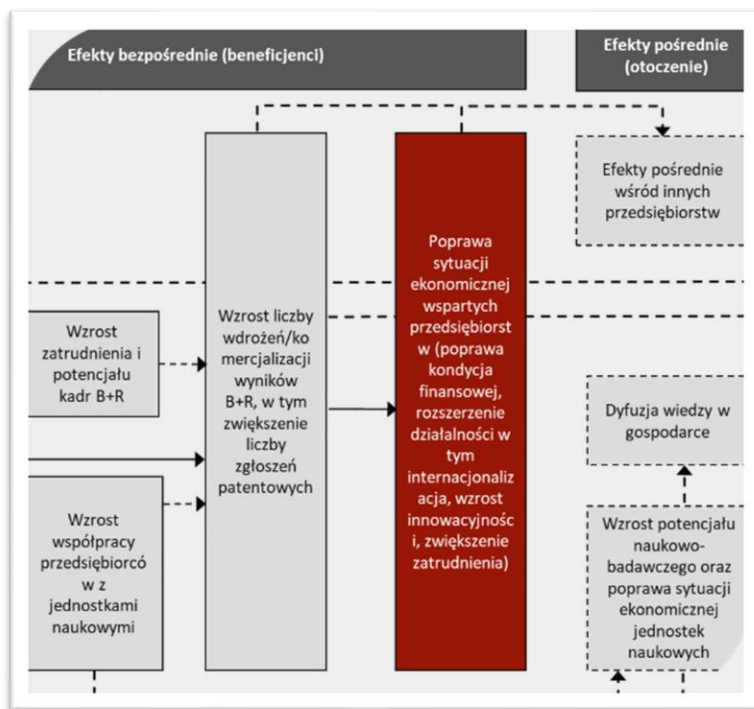 Efekty bezpośrednie (beneficjenci)
Efekty pośrednie
(otoczenie)
Wzrost
zatrudnienia i
potencjału
kadr B+R
Wzrost
współpracy
przedsiębiorcó
w z
jednostkami
naukowymi
Wzrost liczby
wdrożeń/ko
mercjalizacji
wyników
B+R, w tym
zwiększenie
liczby
zgłoszeń
patentowych
Poprawa
sytuacji
ekonomicznej
wspartych
przedsiębiorst
w (poprawa
kondycja
finansowej,
rozszerzenie
działalności w
tym
internacjonaliz
acja, wzrost
innowacyjnośc
i, zwiększenie
zatrudnienia)
Efekty pośrednie
wśród innych
przedsiębiorstw
Dyfuzja wiedzy w
gospodarce
Wzrost potencjału
naukowo-
badawczego oraz
poprawa sytuacji
ekonomicznej
jednostek
naukowych